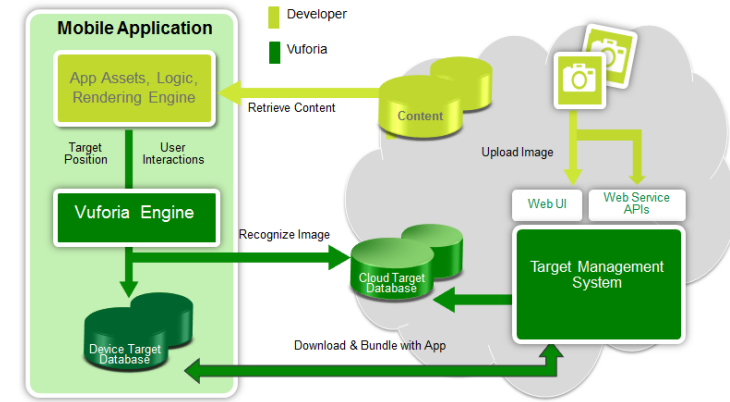 Mobile Application
Developer
Vuforia
App Assets, Logic,
Rendering Engine
Retrieve Content
Content
Target
Position
User
Interactions
Upload Image
Vuforia Engine
Web UI
Web Service
APIs
Recognize Image
Cloud Target
Database
Target Management
System
Device Target
Database
Download & Bundle with App